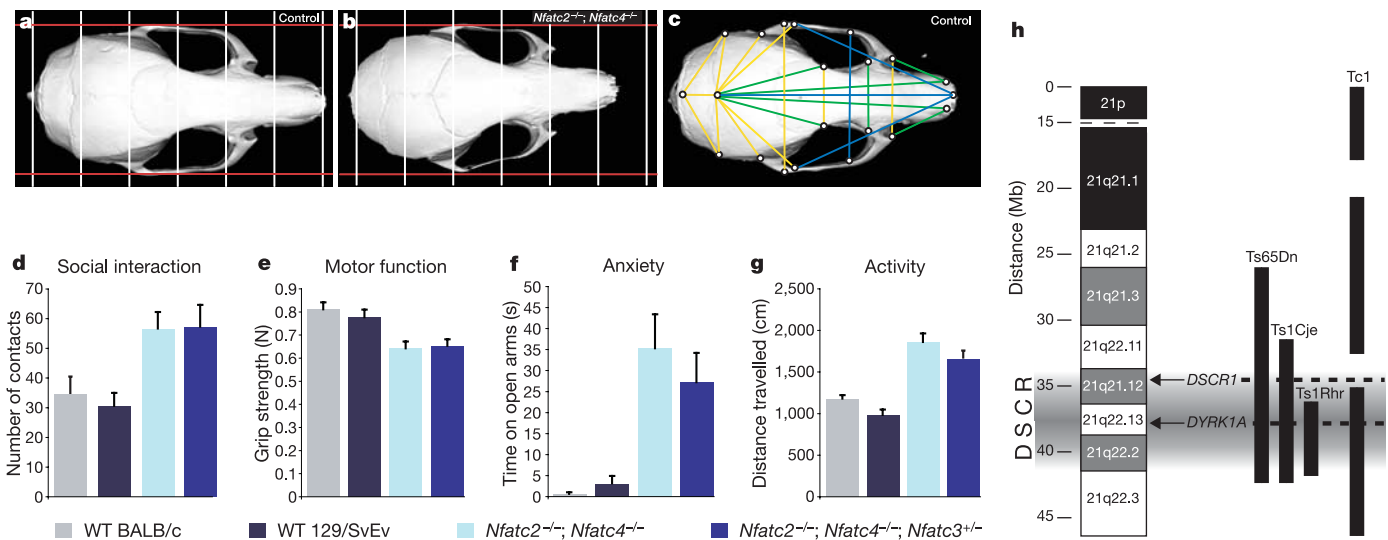 a
Control
b
Nfatc2–/–; Nfatc4–/–
c
Control
d Social interaction
Number of contacts
70
60
50
40
30
20
10
0
e Motor function
Grip strength (N)
0.9
0.8
0.7
0.6
0.5
0.4
0.3
0.2
0.1
0
f Anxiety
Time on open arms (s)
50
45
40
35
30
25
20
15
10
5
0
g Activity
Distance travelled (cm)
2,500
2,000
1,500
1,000
500
0
WT BALB/c
WT 129/SvEv
Nfatc2–/–; Nfatc4–/–
Nfatc2–/–; Nfatc4–/–; Nfatc3+/–
h
Distance (Mb)
0
15
20
25
30
35
40
45
DSCR
21p
21q21.1
21q21.2
21q21.3
21q22.11
21q21.12
21q22.13
21q22.2
21q22.3
DSCR1
DYRK1A
Ts65Dn
Ts1Cje
Ts1Rhr
Tc1